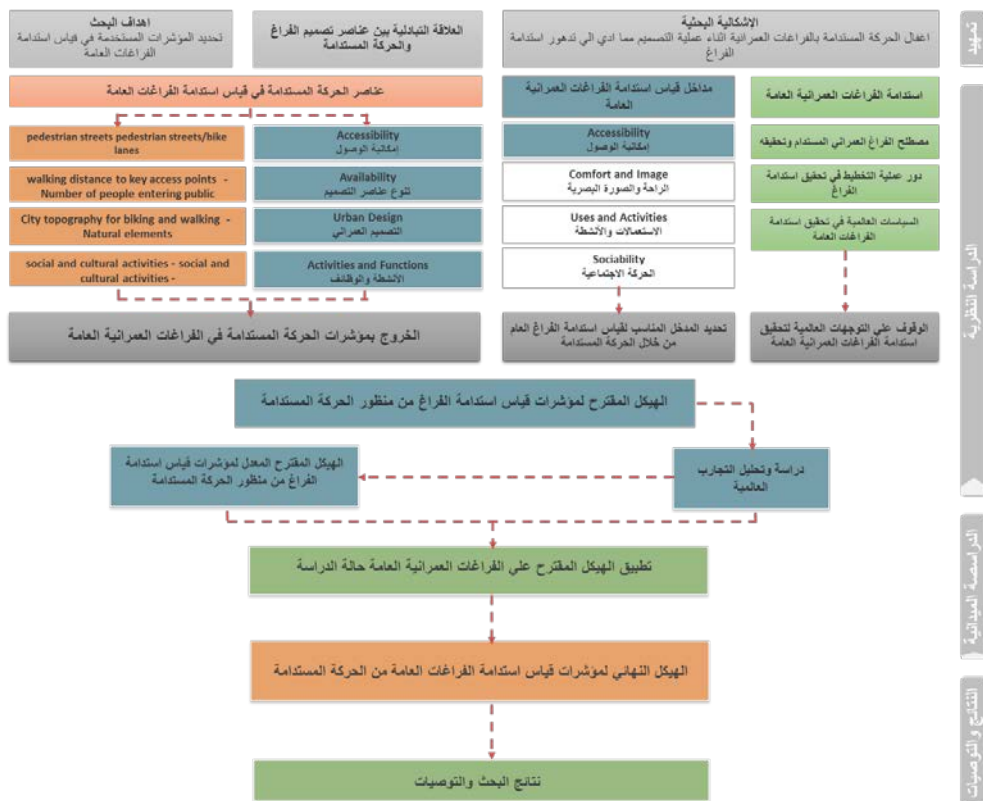 تمهيد
الاشكالية البحثية
اغفال الحركة المستدامة بالفراغات العمرانية اثناء عملية التصميم مما ادي الي تدهور استدامة
الفراغ
العلاقة التبادلية بين عناصر تصميم الفراغ
والحركة المستدامة
اهداف البحث
تحديد المؤشرات المستخدمة في قياس استدامة
الفراغات العامة
الدراسة النظرية
استدامة الفراغات العمرانية العامة
مصطلح الفراغ العمراني المستدام وتحقيقه
دور عملية التخطيط في تحقيق استدامة
الفراغ
السياسات العالمية في تحقيق استدامة
الفراغات العامة
الوقوف علي التوجهات العالمية لتحقيق
استدامة الفراغات العمرانية العامة
مداخل قياس استدامة الفراغات العمرانية
العامة
Accessibility
إمكانية الوصول
Comfort and Image
الراحة والصورة البصرية
Uses and Activities
الاستعمالات والأنشطة
Sociability
الحركة الاجتماعية
تحديد المدخل المناسب لقياس استدامة الفراغ العام
من خلال الحركة المستدامة
عناصر الحركة المستدامة في قياس استدامة الفراغات العامة
Accessibility
إمكانية الوصول
Availability
تنوع عناصر التصميم
Urban Design
التصميم العمراني
Activities and Functions
الأنشطة والوظائف
pedestrian streets pedestrian streets/bike
lanes
walking distance to key access points -
Number of people entering public
City topography for biking and walking -
Natural elements
social and cultural activities - social and
cultural activities -
الخروج بمؤشرات الحركة المستدامة في الفراغات العمرانية العامة
الهيكل المقترح لمؤشرات قياس استدامة الفراغ من منظور الحركة المستدامة
دراسة وتحليل التجارب
العالمية
الهيكل المقترح المعدل لمؤشرات قياس استدامة
الفراغ من منظور الحركة المستدامة
الدراسصة الميدانية
تطبيق الهيكل المقترح علي الفراغات العمرانية العامة حالة الدراسة
الهيكل النهائي لمؤشرات قياس استدامة الفراغات العامة من الحركة المستدامة
النتائج والتوصيات
نتائج البحث والتوصيات